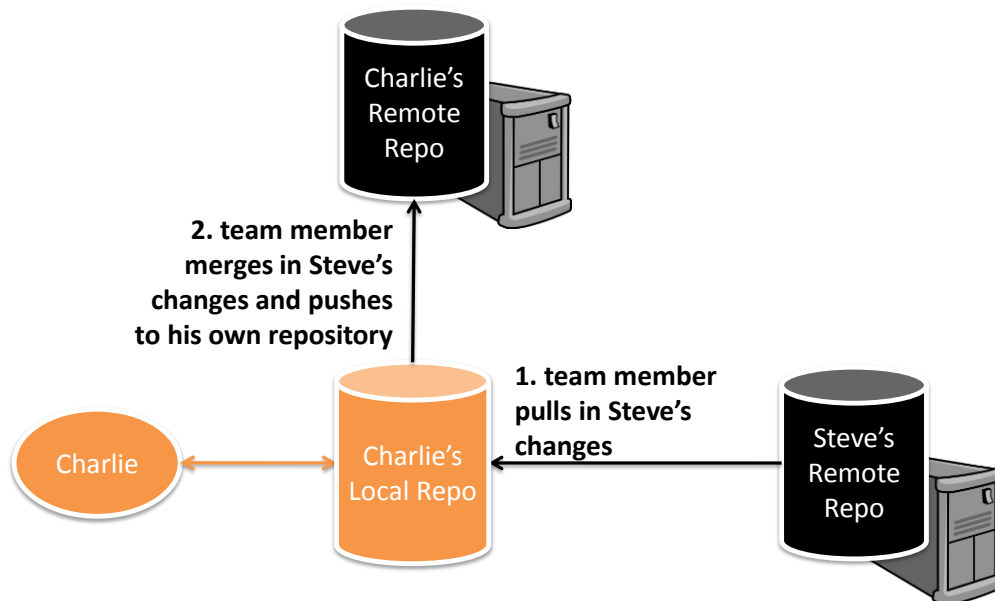 Charlie’s
Remote
Repo
2. team member
merges in Steve’s
changes and pushes
to his own repository
1. team member
pulls in Steve’s
changes
Charlie
Charlie’s
Local Repo
Steve’s
Remote
Repo